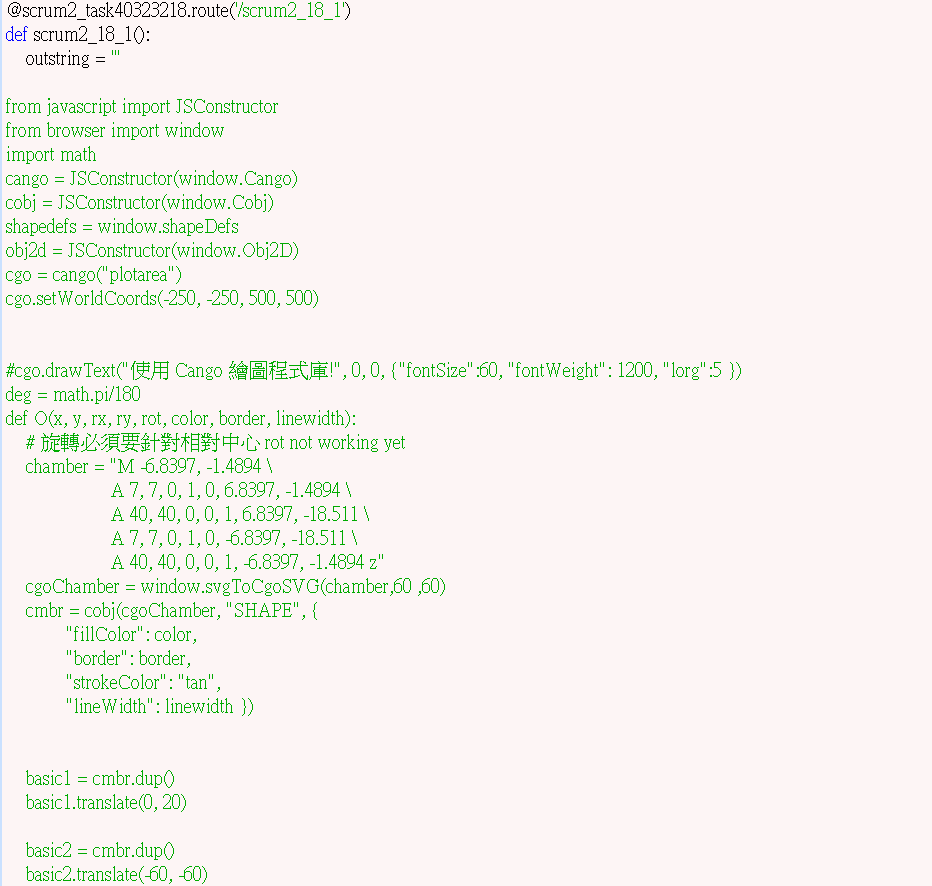 @scrum2_task40323218.route('/scrum2_18_1')
def scrum2_18_1():
    outstring = '''

from javascript import JSConstructor
from browser import window
import math
cango = JSConstructor(window.Cango)
cobj = JSConstructor(window.Cobj)
shapedefs = window.shapeDefs
obj2d = JSConstructor(window.Obj2D)
cgo = cango("plotarea")
cgo.setWorldCoords(-250, -250, 500, 500)

#cgo.drawText("使用 Cango 繪圖程式庫!", 0, 0, {"fontSize":60, "fontWeight": 1200, "lorg":5 })
deg = math.pi/180
def O(x, y, rx, ry, rot, color, border, linewidth):
    # 旋轉必須要針對相對中心 rot not working yet
    chamber = "M -6.8397, -1.4894 \
                     A 7, 7, 0, 1, 0, 6.8397, -1.4894 \
                     A 40, 40, 0, 0, 1, 6.8397, -18.511 \
                     A 7, 7, 0, 1, 0, -6.8397, -18.511 \
                     A 40, 40, 0, 0, 1, -6.8397, -1.4894 z"
    cgoChamber = window.svgToCgoSVG(chamber,60 ,60)
    cmbr = cobj(cgoChamber, "SHAPE", {
            "fillColor": color,
            "border": border,
            "strokeColor": "tan",
            "lineWidth": linewidth })

    basic1 = cmbr.dup()
    basic1.translate(0, 20)

    basic2 = cmbr.dup()
    basic2.translate(-60, -60)